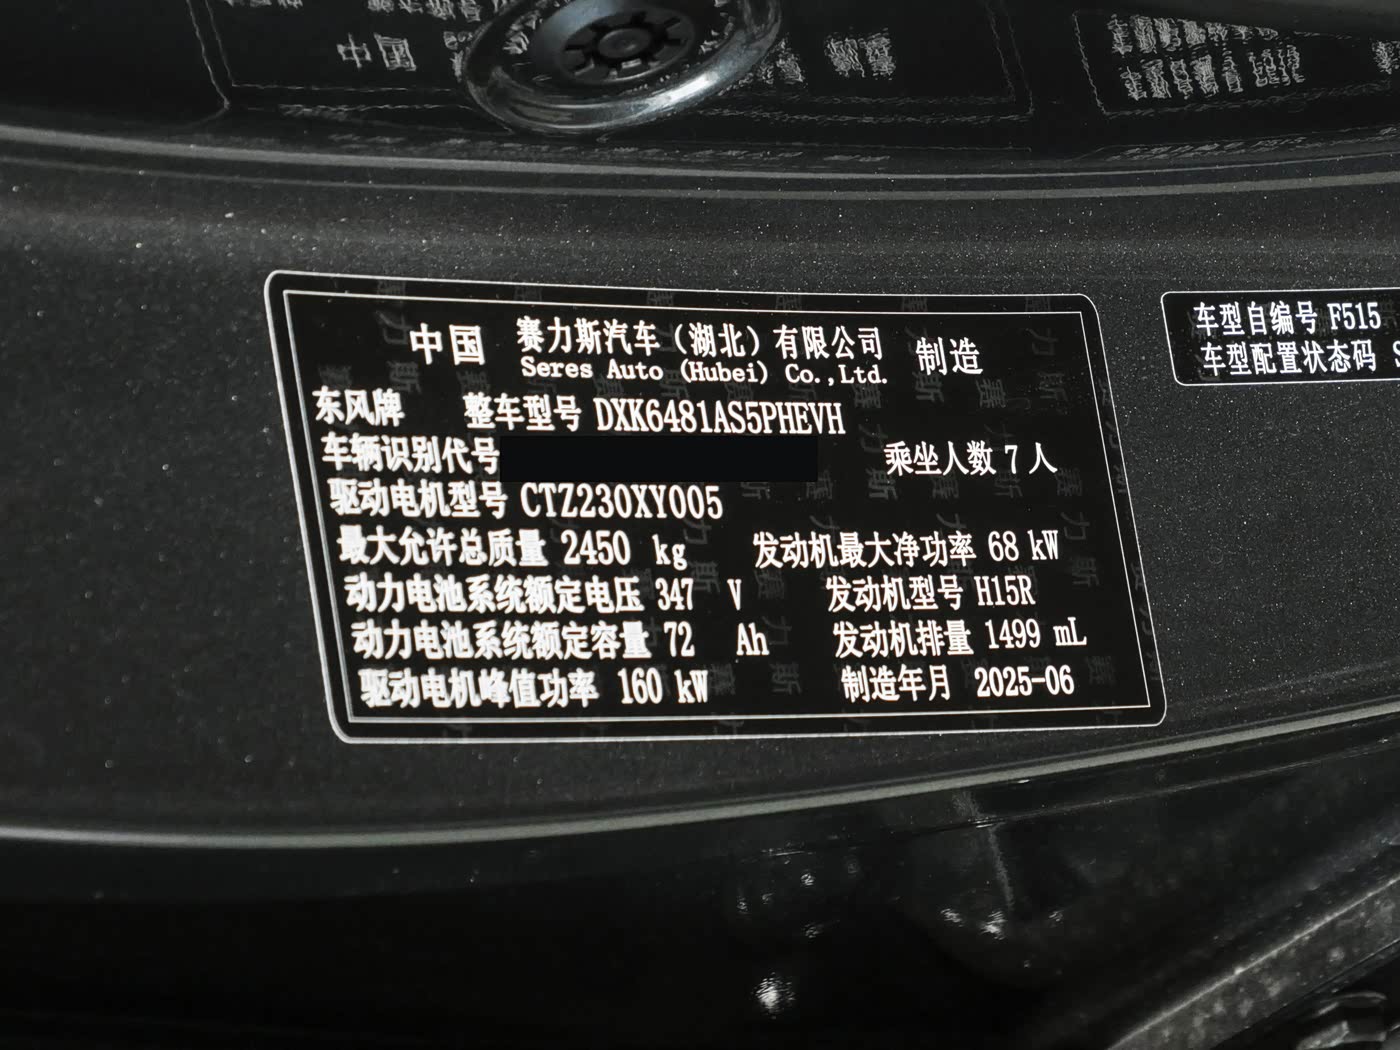 中国 赛力斯汽车（湖北）有限公司 制造
Seres Auto (Hubei) Co.,Ltd.
东风牌 整车型号 DXK6481AS5PHEVH
车辆识别代号 乘坐人数 7 人
驱动电机型号 CTZ230XY005
最大允许总质量 2450 kg 发动机最大净功率 68 kW
动力电池系统额定电压 347 V 发动机型号 H15R
动力电池系统额定容量 72 Ah 发动机排量 1499 mL
驱动电机峰值功率 160 kW 制造年月 2025-06
车型自编号 F515
车型配置状态码
中国